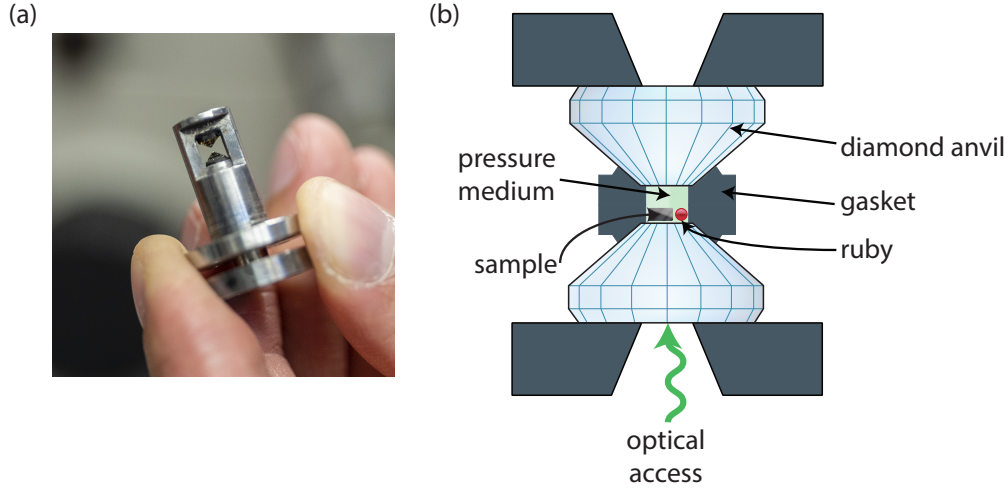 (a)
(b)
diamond anvil
pressure
medium
gasket
ruby
sample
optical
access